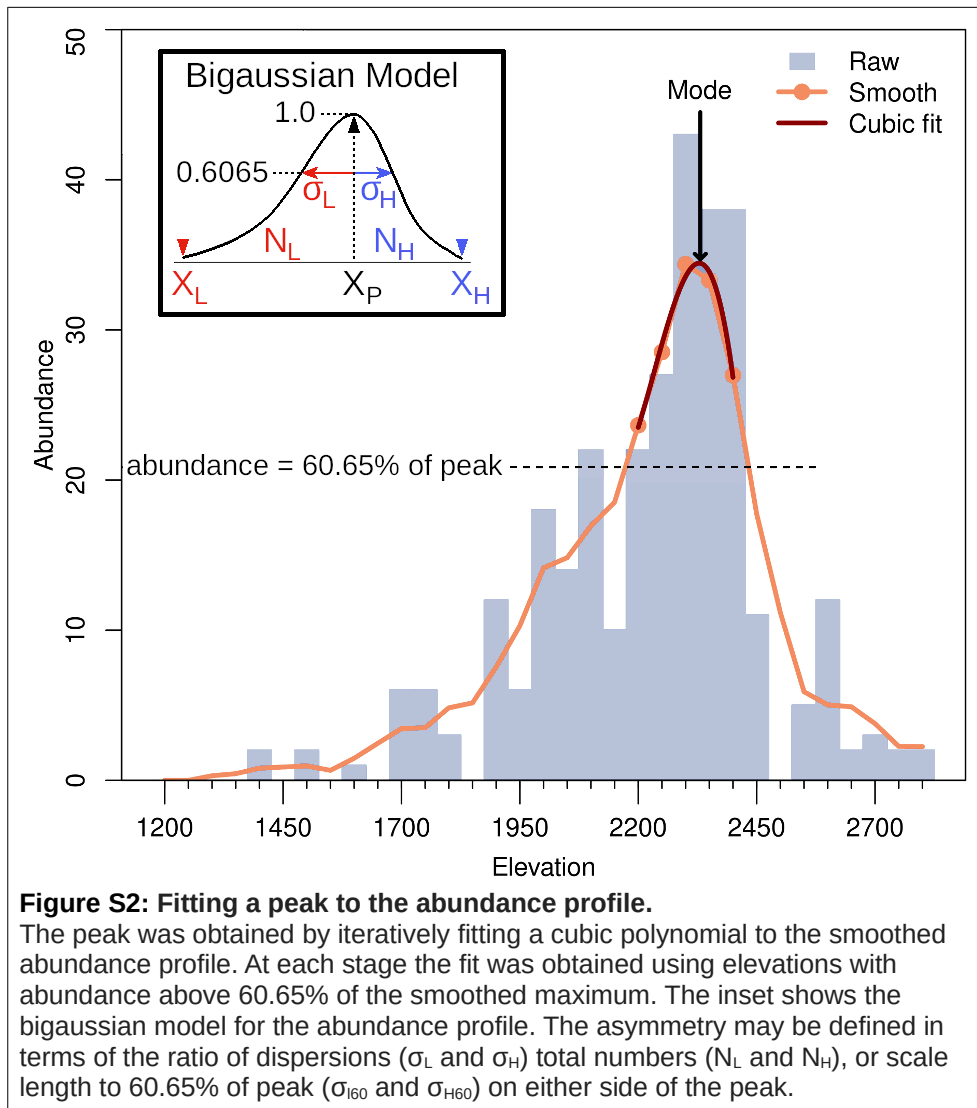 50
40
30
20
10
0
Abundance
Bigaussian Model
1.0
0.6065
σL σH
NL NH
XL XP XH
Mode
Raw
Smooth
Cubic fit
abundance = 60.65% of peak
1200 1450 1700 1950 2200 2450 2700
Elevation
Figure S2: Fitting a peak to the abundance profile.
The peak was obtained by iteratively fitting a cubic polynomial to the smoothed
abundance profile. At each stage the fit was obtained using elevations with
abundance above 60.65% of the smoothed maximum. The inset shows the
bigaussian model for the abundance profile. The asymmetry may be defined in
terms of the ratio of dispersions (σL and σH) total numbers (NL and NH), or scale
length to 60.65% of peak (σl60 and σH60) on either side of the peak.